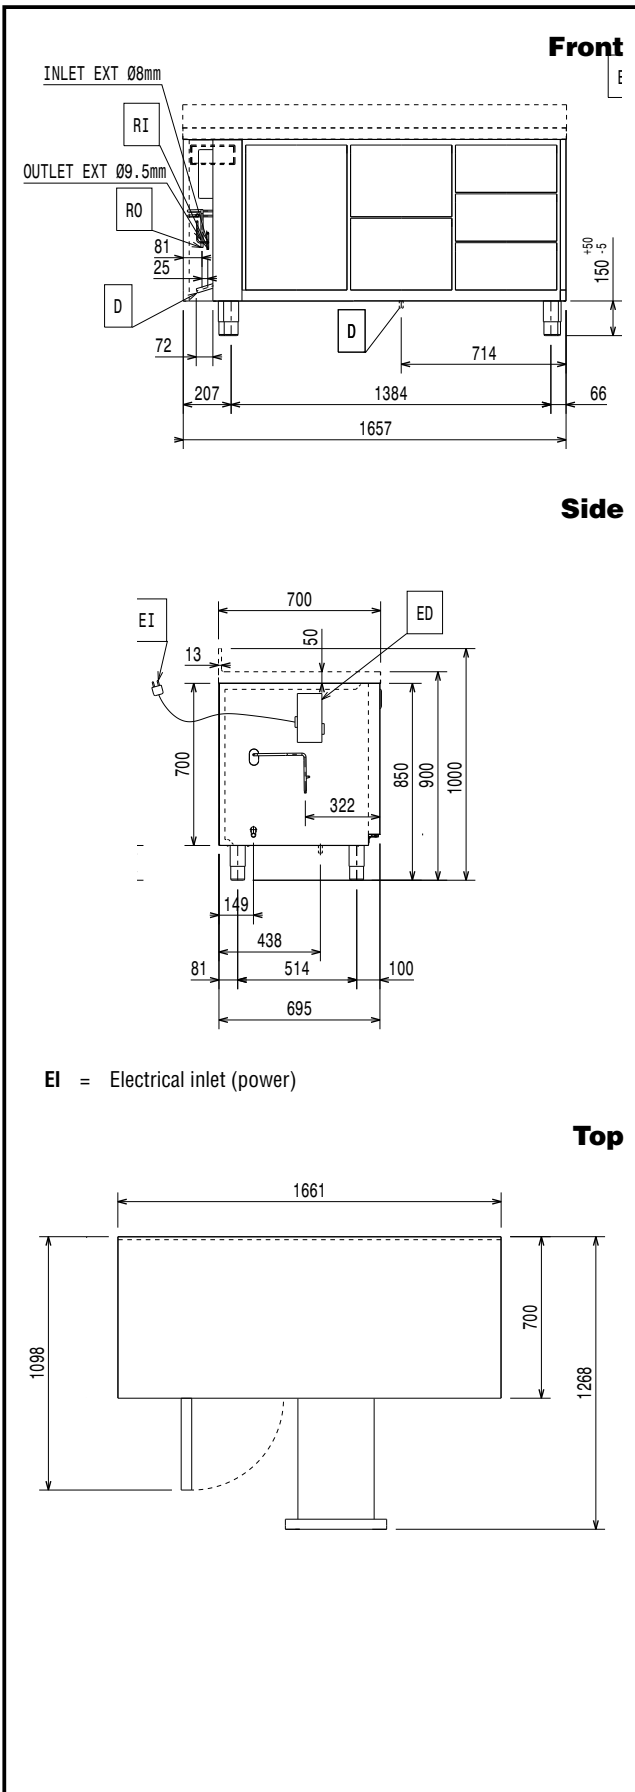 Front
INLET EXT Ø8mm
E
RI
OUTLET EXT Ø9.5mm
RO
81
25
D
D
150 +50 -5
72
714
207
1384
66
1657
Side
700
EI
ED
50
13
700
322
850
900
1000
149
438
81
514
100
695
EI = Electrical inlet (power)
Top
1661
1098
700
1268